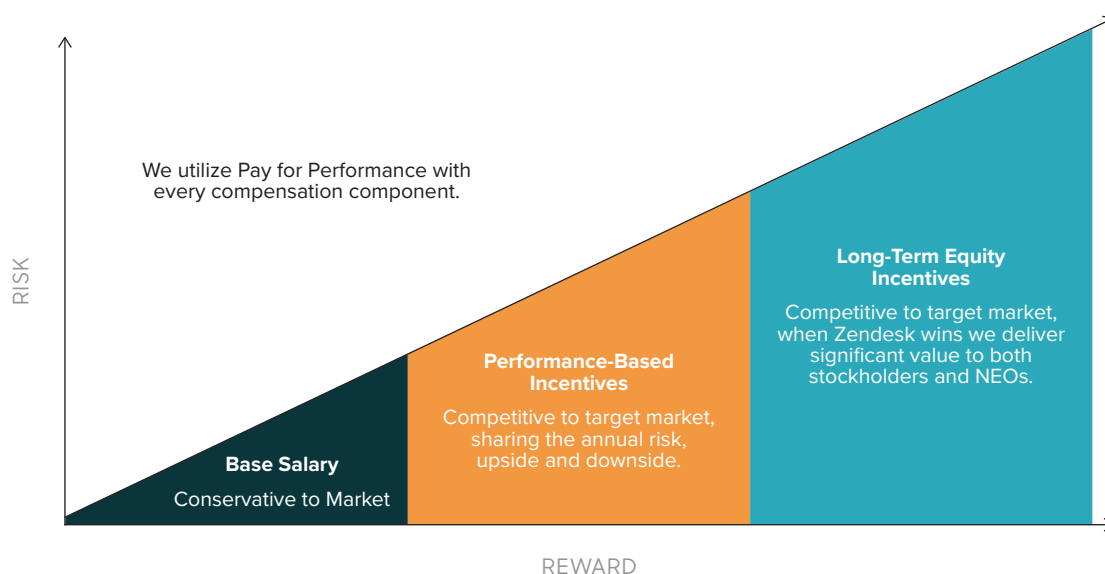 We utilize Pay for Performance with
every compensation component.
RISK
Long-Term Equity
Incentives
Competitive to target market,
when Zendesk wins we deliver
significant value to both
stockholders and NEOs.
Performance-Based
Incentives
Competitive to target market,
sharing the annual risk,
upside and downside.
Base Salary
Conservative to Market
REWARD